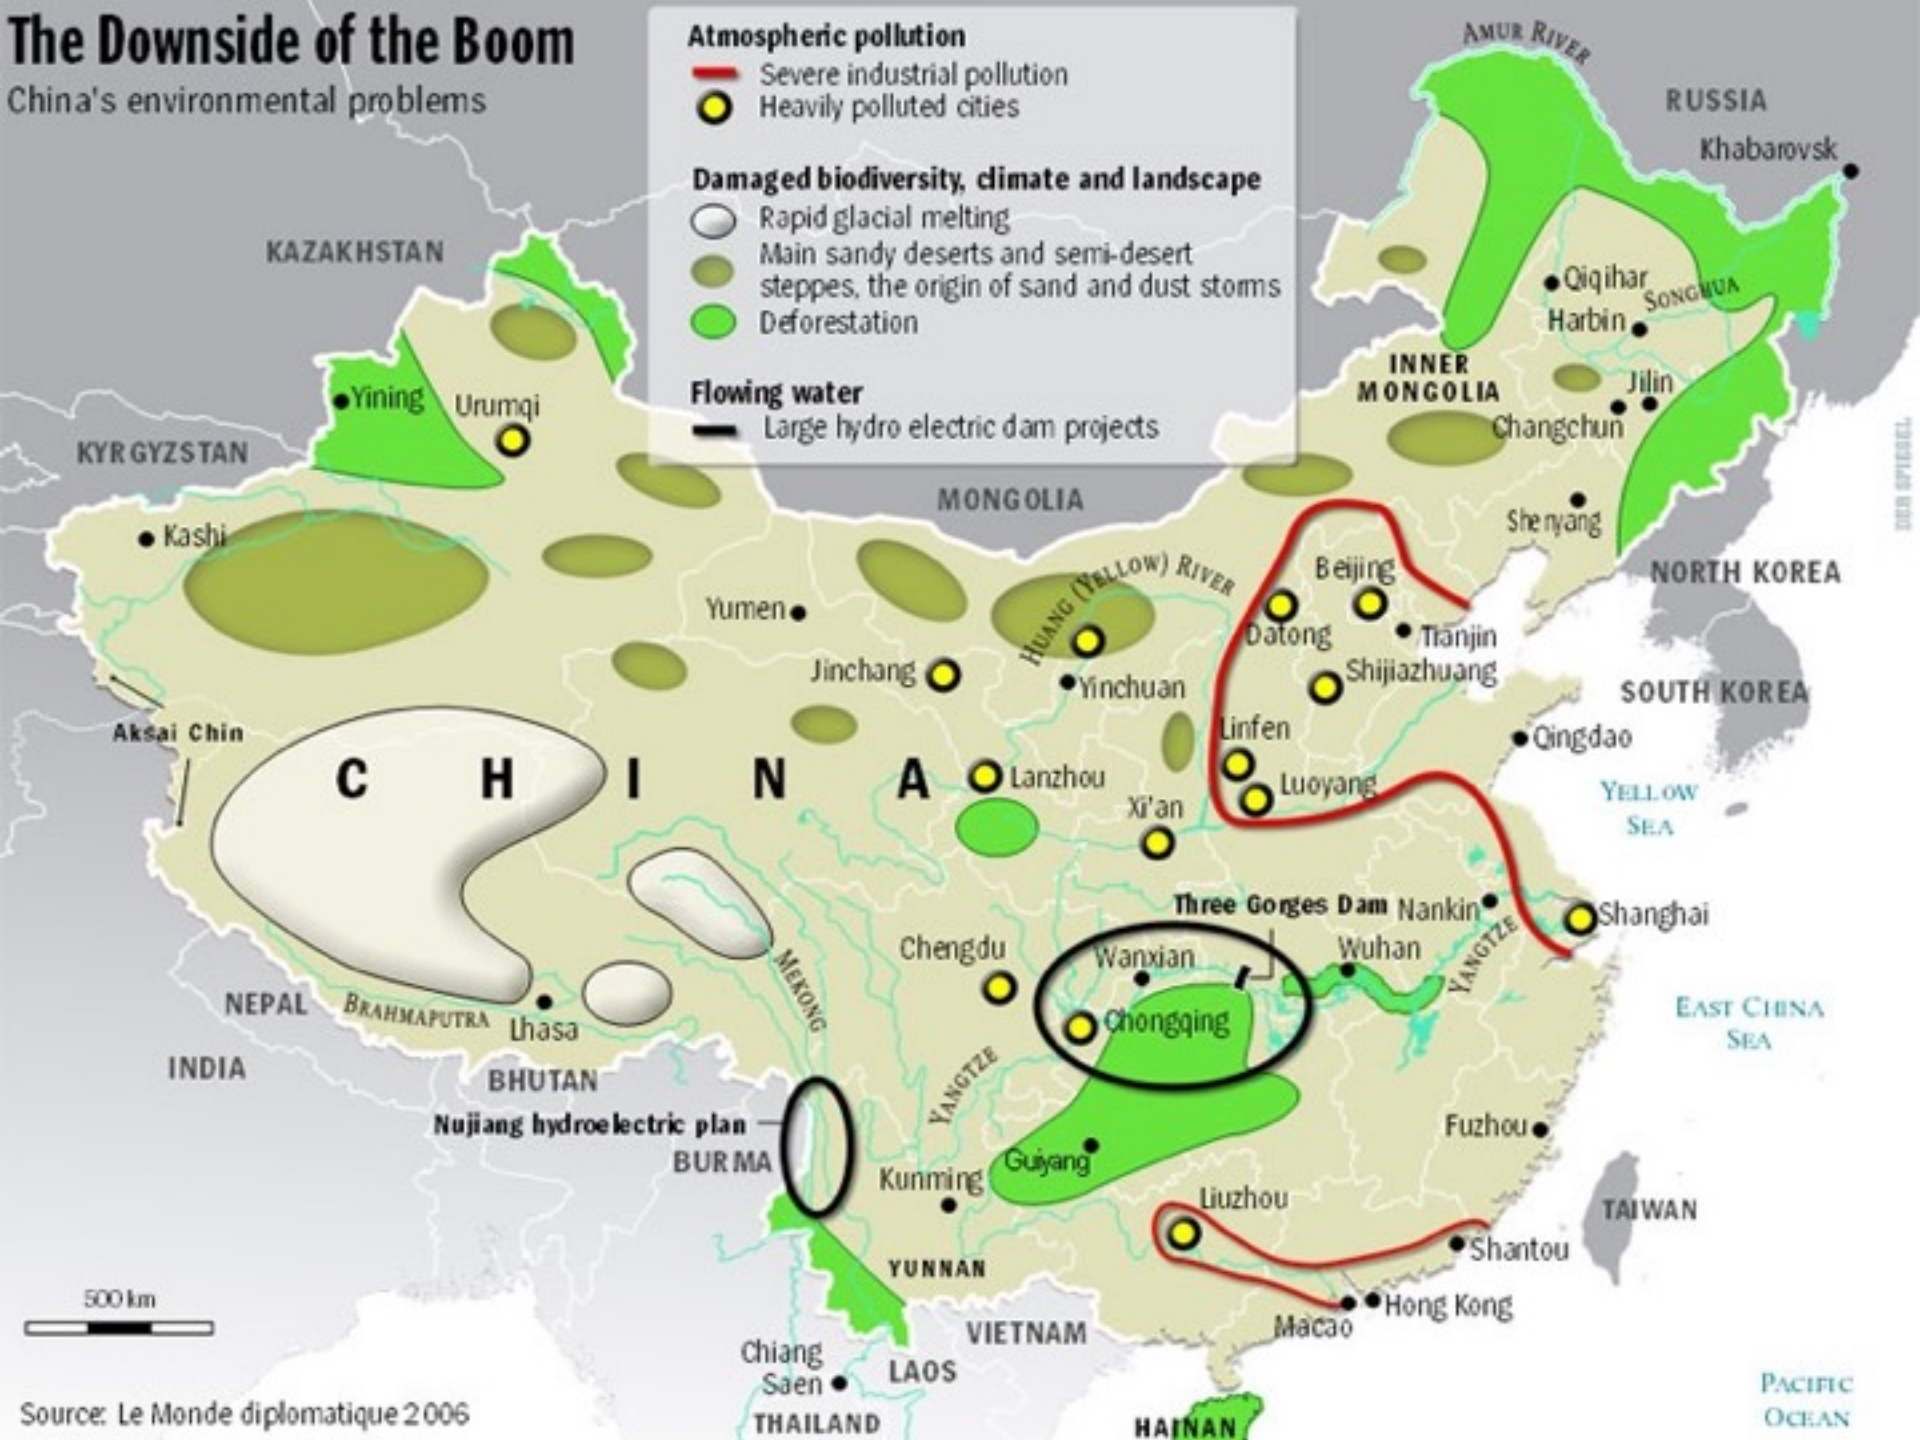 The Downside of the Boom
China's environmental problems
Atmospheric pollution
Severe industrial pollution
Heavily polluted cities
Damaged biodiversity, climate and landscape
Rapid glacial melting
Main sandy deserts and semi-desert
steppes, the origin of sand and dust storms
Deforestation
Flowing water
Large hydro electric dam projects
AMUR RIVER
RUSSIA
Khabarovsk
KAZAKHSTAN
Qiqihar
SONGHUA
Harbin
INNER
MONGOLIA
Jilin
Changchun
Yining
Urumqi
KYRGYZSTAN
MONGOLIA
DER SPIEGEL
Shenyang
Kashi
NORTH KOREA
HUANG (YELLOW) RIVER
Beijing
Yumen
Datong
Tianjin
Jinchang
Shijiazhuang
Yinchuan
SOUTH KOREA
Aksai Chin
Linfen
Qingdao
CHINA
Lanzhou
Luoyang
YELLOW
SEA
Xi'an
Three Gorges Dam
Nankin
Shanghai
Chengdu
Wanxian
Wuhan
YANGTZE
MEKONG
NEPAL
BRAHMAPUTRA
Lhasa
Chongqing
EAST CHINA
SEA
INDIA
BHUTAN
YANGTZE
Nujiang hydroelectric plan
BURMA
Guiyang
Fuzhou
Kunming
Liuzhou
TAIWAN
YUNNAN
Shantou
500 km
Macao
Hong Kong
VIETNAM
Chiang
Saen
LAOS
PACIFIC
OCEAN
Source: Le Monde diplomatique 2006
THAILAND
HAINAN